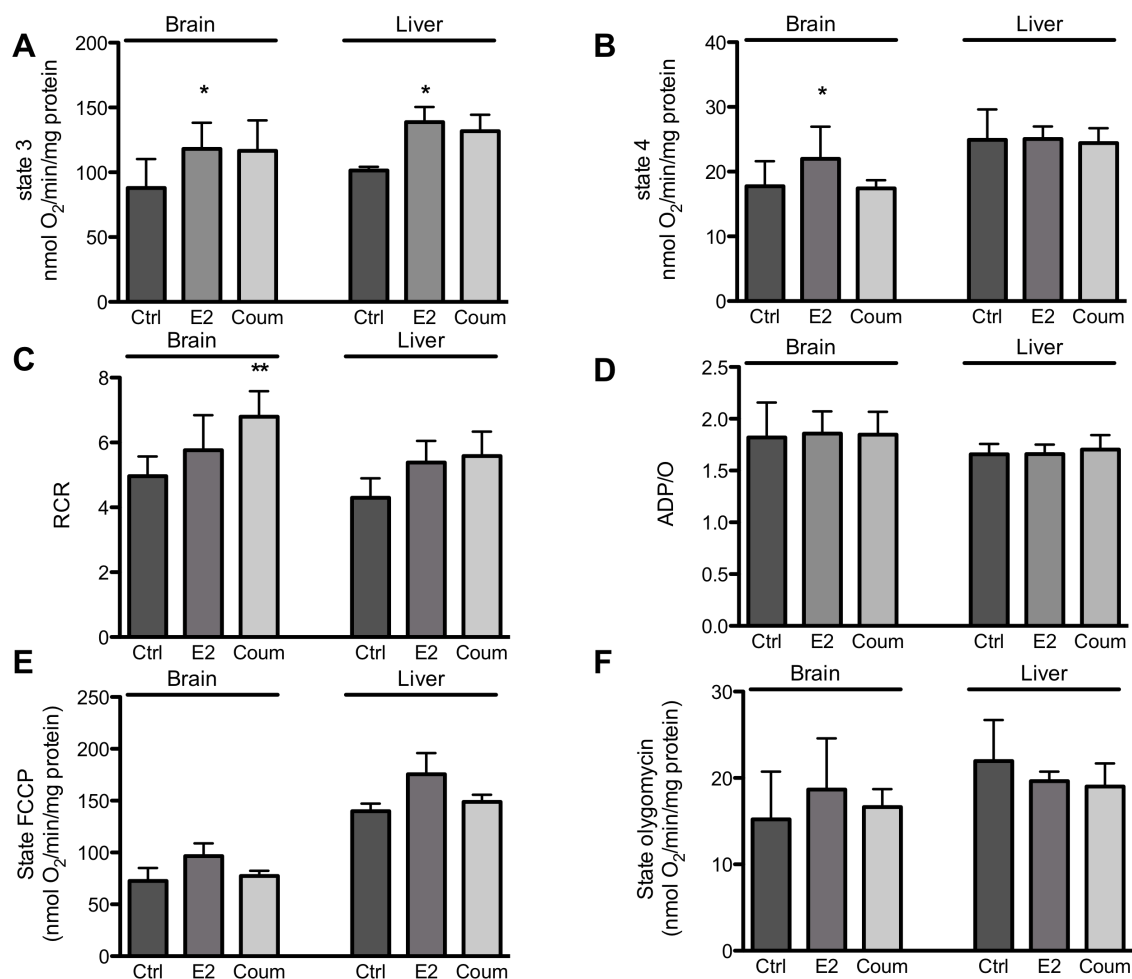 A
Brain
Liver
state 3
nmol O2/min/mg protein
200
150
100
50
0
*
*
Ctrl
E2
Coum
Ctrl
E2
Coum
B
Brain
Liver
state 4
nmol O2/min/mg protein
40
30
20
10
0
*
Ctrl
E2
Coum
Ctrl
E2
Coum
C
Brain
Liver
RCR
8
6
4
2
0
**
Ctrl
E2
Coum
Ctrl
E2
Coum
D
Brain
Liver
ADP/O
2.5
2.0
1.5
1.0
0.5
0.0
Ctrl
E2
Coum
Ctrl
E2
Coum
E
Brain
Liver
State FCCP
(nmol O2/min/mg protein)
250
200
150
100
50
0
Ctrl
E2
Coum
Ctrl
E2
Coum
F
Brain
Liver
State olygomycin
(nmol O2/min/mg protein)
30
20
10
0
Ctrl
E2
Coum
Ctrl
E2
Coum